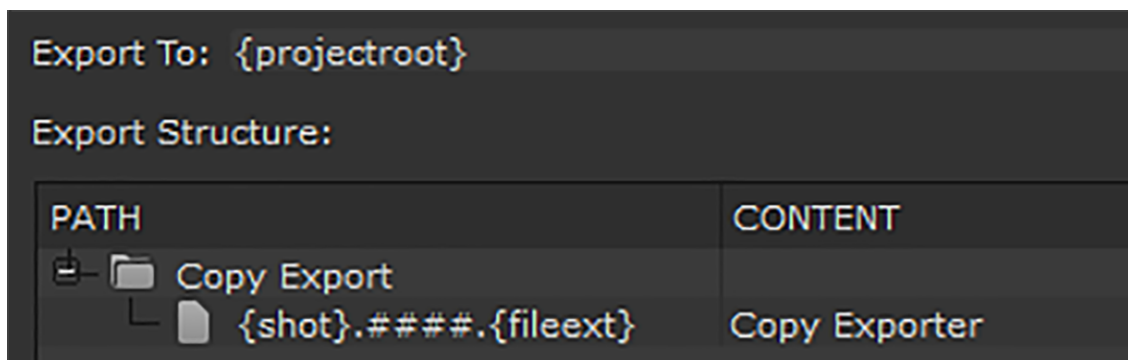 Export To: {projectroot}
Export Structure:
PATH CONTENT
Copy Export
{shot}.####.{fileext} Copy Exporter